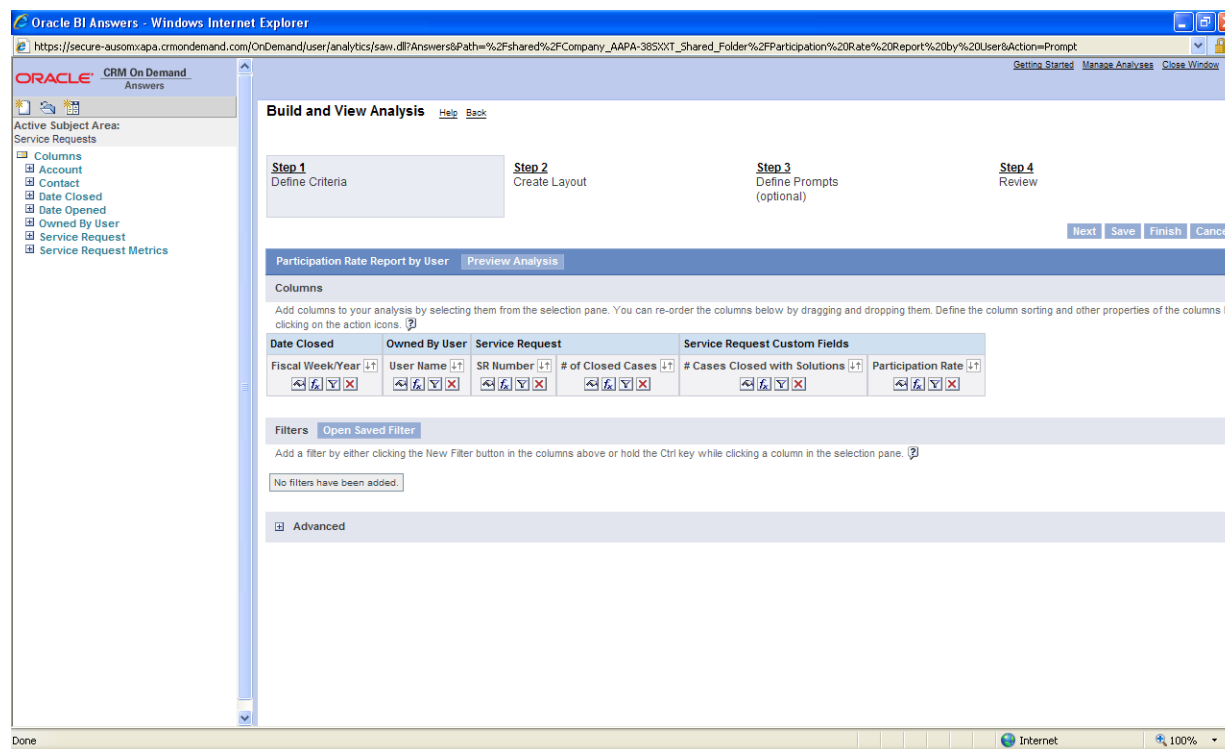 Oracle BI Answers - Windows Internet Explorer
https://secure-ausomxapa.crmondemand.com/OnDemand/user/analytics/saw.dll?Answers&Path=%2Fshared%2FCompany_AAPA-38SXXT_Shared_Folder%2FParticipation%20Rate%20Report%20by%20User&Action=Prompt
Getting Started Manage Analyses Close Window
ORACLE CRM On Demand
Answers
Active Subject Area:
Service Requests
Columns
Account
Contact
Date Closed
Date Opened
Owned By User
Service Request
Service Request Metrics
Build and View Analysis Help Back
Step 1 Step 2 Step 3 Step 4
Define Criteria Create Layout Define Prompts Review
(optional)
Next Save Finish Cance
Participation Rate Report by User Preview Analysis
Columns
Add columns to your analysis by selecting them from the selection pane. You can re-order the columns below by dragging and dropping them. Define the column sorting and other properties of the columns
clicking on the action icons.
Date Closed Owned By User Service Request Service Request Custom Fields
Fiscal Week/Year User Name SR Number # of Closed Cases # Cases Closed with Solutions Participation Rate
Filters Open Saved Filter
Add a filter by either clicking the New Filter button in the columns above or hold the Ctrl key while clicking a column in the selection pane.
No filters have been added.
Advanced
Done Internet 100%